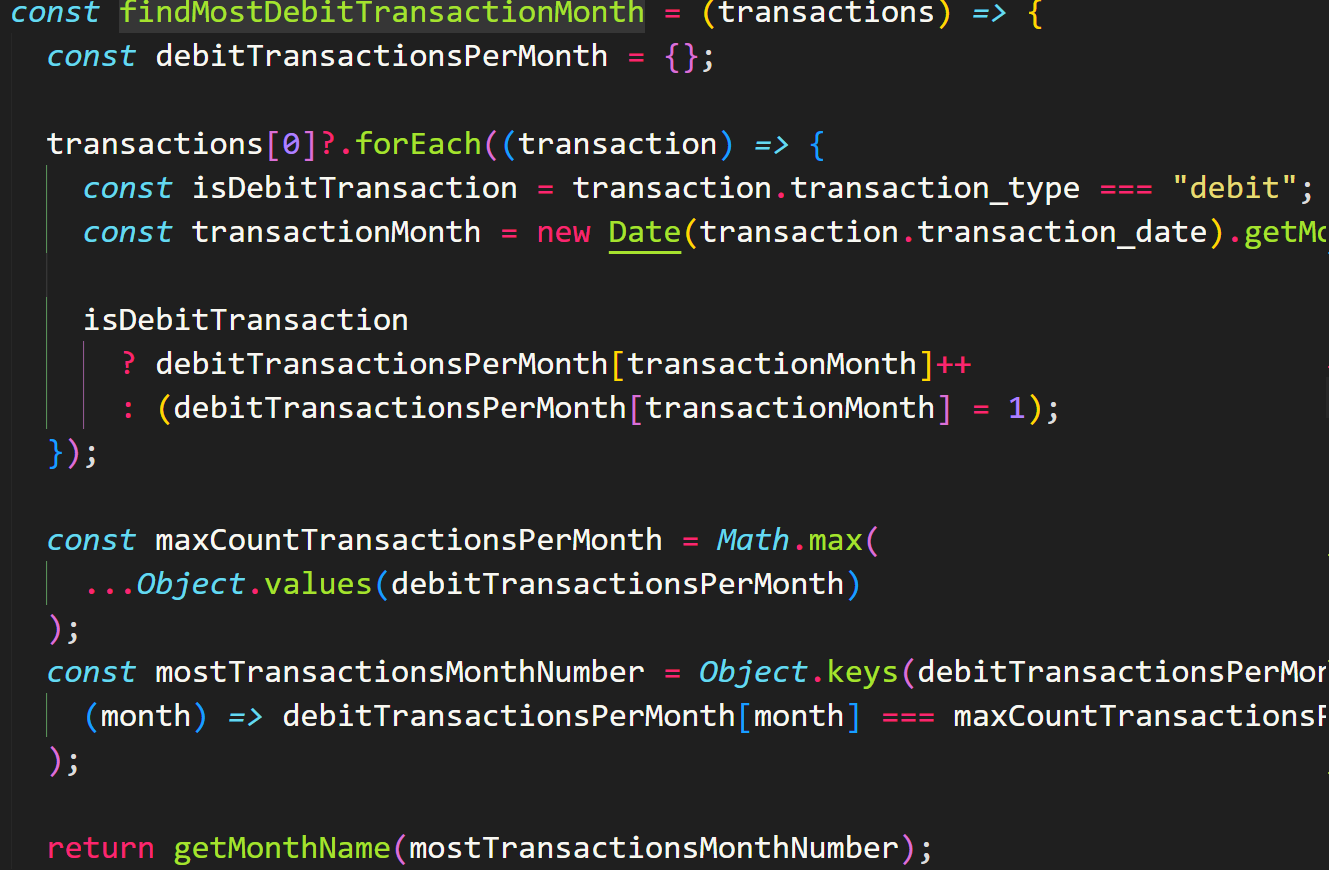 const findMostDebitTransactionMonth = (transactions) => {
const debitTransactionsPerMonth = {};
transactions[0]?.forEach((transaction) => {
const isDebitTransaction = transaction.transaction_type === "debit";
const transactionMonth = new Date(transaction.transaction_date).getMo
isDebitTransaction
? debitTransactionsPerMonth[transactionMonth]++
: (debitTransactionsPerMonth[transactionMonth] = 1);
});
const maxCountTransactionsPerMonth = Math.max(
...Object.values(debitTransactionsPerMonth)
);
const mostTransactionsMonthNumber = Object.keys(debitTransactionsPerMon
(month) => debitTransactionsPerMonth[month] === maxCountTransactionsP
);
return getMonthName(mostTransactionsMonthNumber);